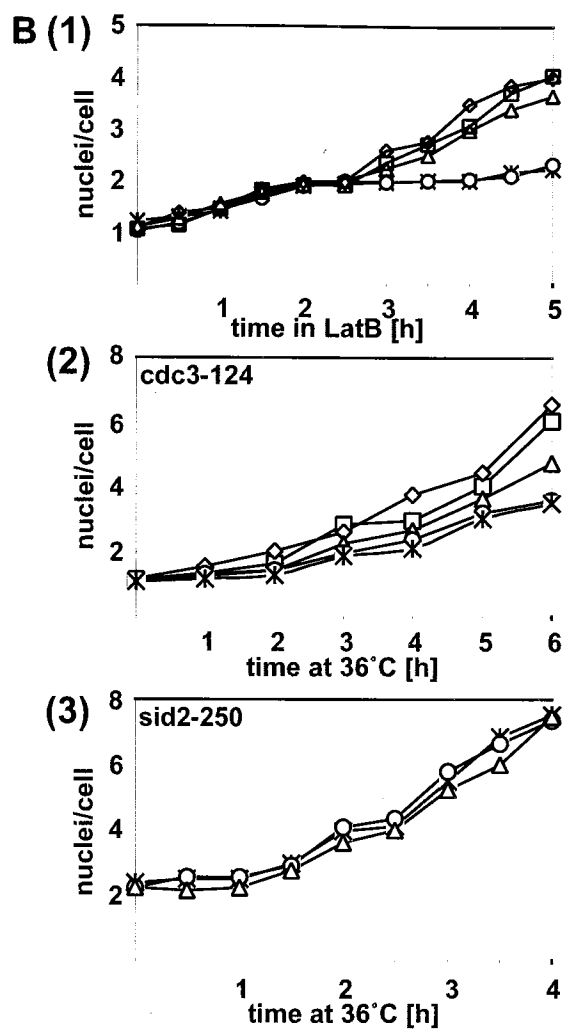 B (1)
5
4
3
2
1
nuclei/cell
1 2 3 4 5
time in LatB [h]
(2)
8
6
4
2
cdc3-124
nuclei/cell
1 2 3 4 5 6
time at 36°C [h]
(3)
8
6
4
2
sid2-250
nuclei/cell
1 2 3 4
time at 36°C [h]